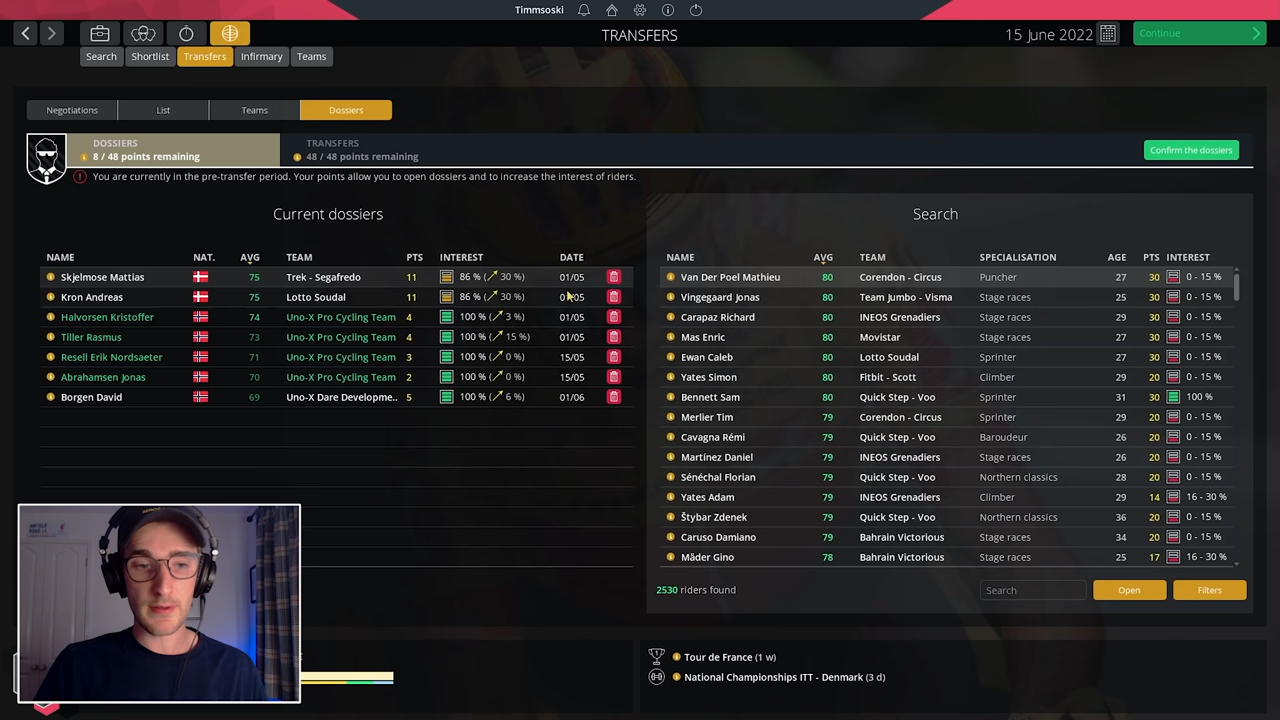 Timmsoski
TRANSFERS
15 June 2022
Continue
Search
Shortlist
Transfers
Infirmary
Teams
Negotiations
List
Teams
Dossiers
DOSSIERS
8 / 48 points remaining
TRANSFERS
48 / 48 points remaining
Confirm the dossiers
You are currently in the pre-transfer period. Your points allow you to open dossiers and to increase the interest of riders.
Current dossiers
NAME NAT. AVG TEAM PTS INTEREST DATE
Skjelmose Mattias 75 Trek - Segafredo 11 86 % ( 30 %) 01/05
Kron Andreas 75 Lotto Soudal 11 86 % ( 30 %) 01/05
Halvorsen Kristoffer 74 Uno-X Pro Cycling Team 4 100 % ( 3 %) 01/05
Tiller Rasmus 73 Uno-X Pro Cycling Team 4 100 % ( 15 %) 01/05
Resell Erik Nordsaeter 71 Uno-X Pro Cycling Team 3 100 % ( 0 %) 15/05
Abrahamsen Jonas 70 Uno-X Pro Cycling Team 2 100 % ( 0 %) 15/05
Borgen David 69 Uno-X Dare Developme.. 5 100 % ( 6 %) 01/06
Search
NAME AVG TEAM SPECIALISATION AGE PTS INTEREST
Van Der Poel Mathieu 80 Corendon - Circus Puncher 27 30 0 - 15 %
Vingegaard Jonas 80 Team Jumbo - Visma Stage races 25 30 0 - 15 %
Carapaz Richard 80 INEOS Grenadiers Stage races 29 30 0 - 15 %
Mas Enric 80 Movistar Stage races 27 30 0 - 15 %
Ewan Caleb 80 Lotto Soudal Sprinter 27 30 0 - 15 %
Yates Simon 80 Fitbit - Scott Climber 29 20 0 - 15 %
Bennett Sam 80 Quick Step - Voo Sprinter 31 30 100 %
Merlier Tim 79 Corendon - Circus Sprinter 29 20 0 - 15 %
Cavagna Rémi 79 Quick Step - Voo Baroudeur 26 20 0 - 15 %
Martínez Daniel 79 INEOS Grenadiers Stage races 26 20 0 - 15 %
Sénéchal Florian 79 Quick Step - Voo Northern classics 28 20 0 - 15 %
Yates Adam 79 INEOS Grenadiers Climber 29 14 16 - 30 %
Štybar Zdenek 79 Quick Step - Voo Northern classics 36 20 0 - 15 %
Caruso Damiano 79 Bahrain Victorious Stage races 34 20 0 - 15 %
Mäder Gino 78 Bahrain Victorious Stage races 25 17 16 - 30 %
2530 riders found
Search
Open
Filters
Tour de France (1 w)
National Championships ITT - Denmark (3 d)